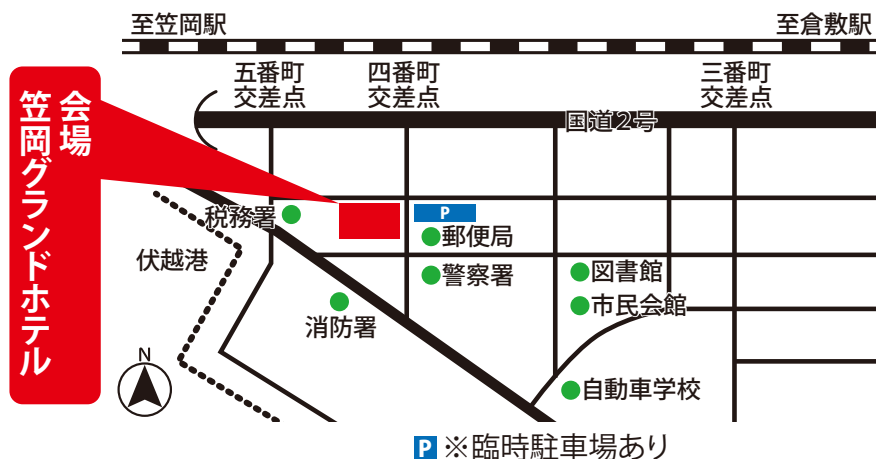 至笠岡駅
至倉敷駅
五番町
交差点
四番町
交差点
三番町
交差点
国道2号
会場
笠岡グランドホテル
税務署
P
郵便局
伏越港
警察署
図書館
市民会館
消防署
N
自動車学校
P ※臨時駐車場あり